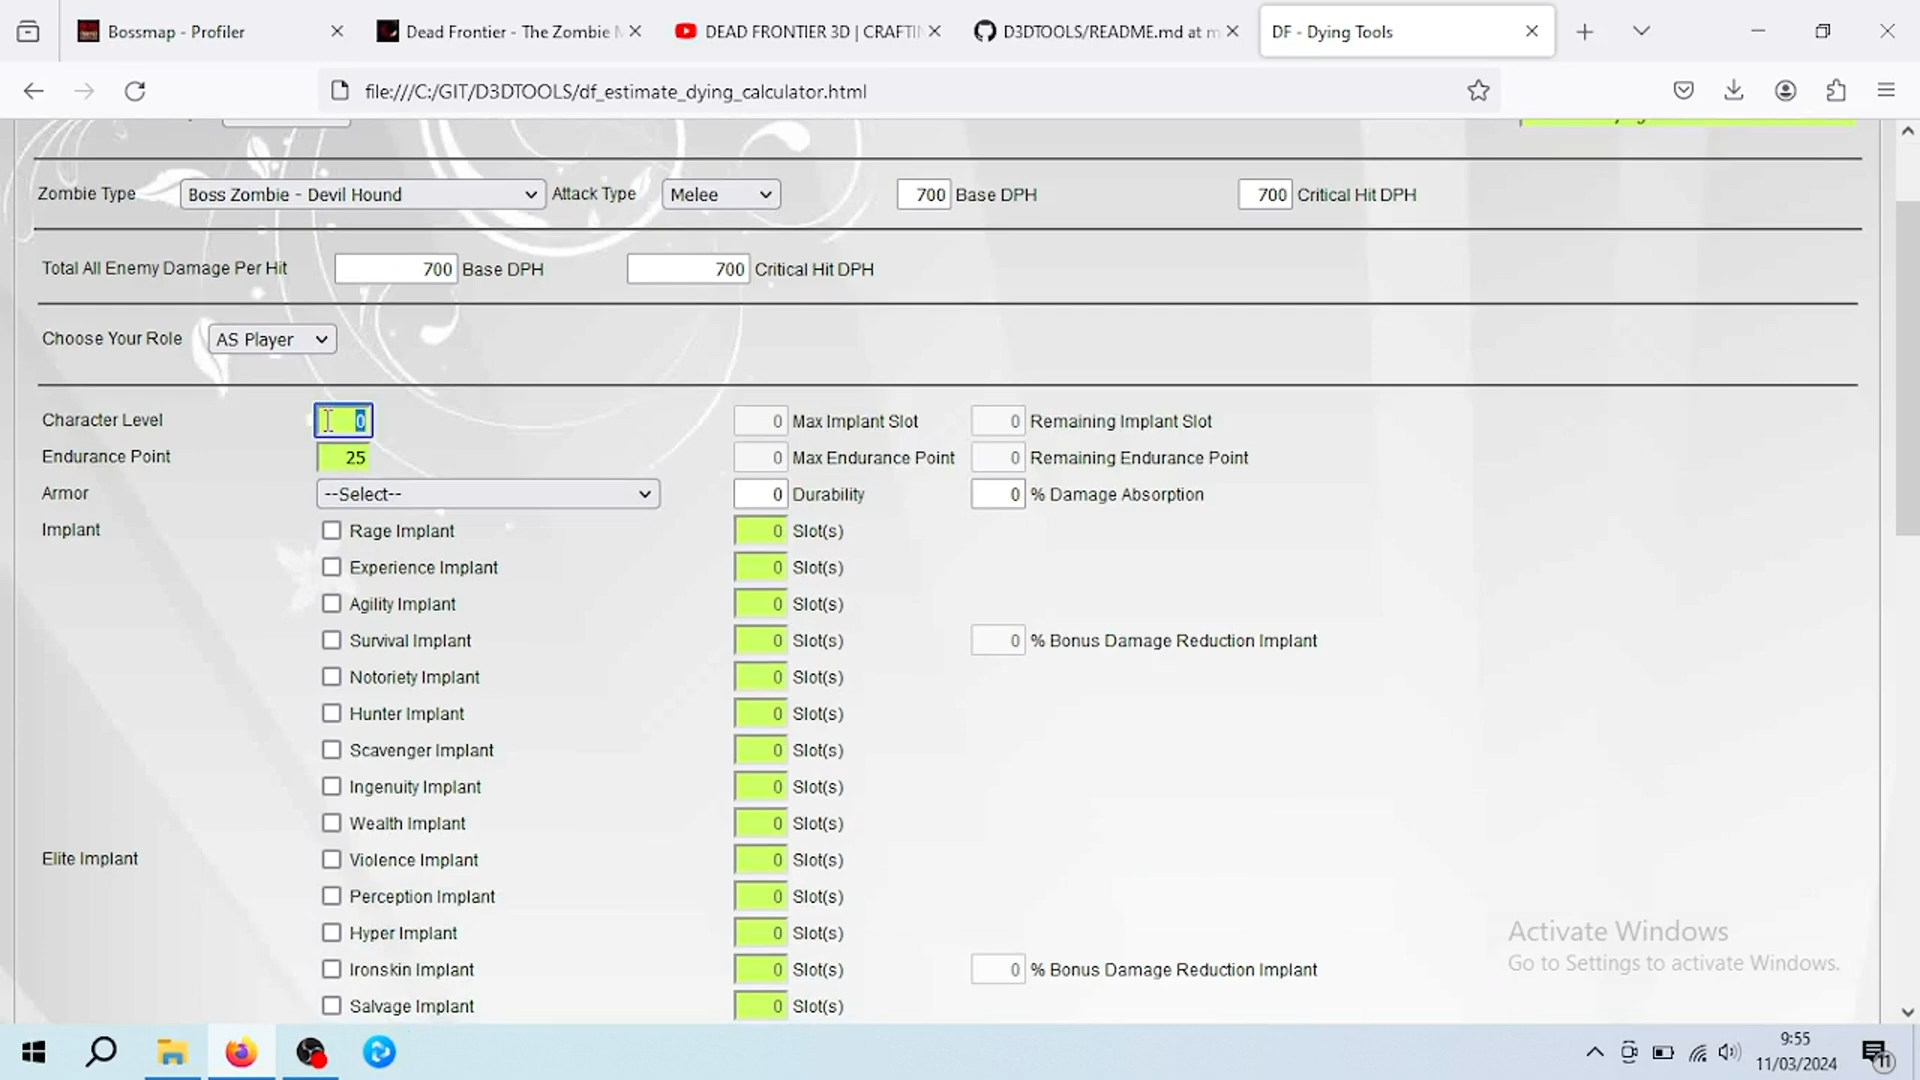 Bossmap - Profiler
Dead Frontier - The Zombie M
DEAD FRONTIER 3D | CRAFTIN
D3DTOOLS/README.md at m
DF - Dying Tools
file:///C:/GIT/D3DTOOLS/df_estimate_dying_calculator.html
Zombie Type Boss Zombie - Devil Hound Attack Type Melee 700 Base DPH 700 Critical Hit DPH
Total All Enemy Damage Per Hit 700 Base DPH 700 Critical Hit DPH
Choose Your Role AS Player
Character Level 0 0 Max Implant Slot 0 Remaining Implant Slot
Endurance Point 25 0 Max Endurance Point 0 Remaining Endurance Point
Armor --Select-- 0 Durability 0 % Damage Absorption
Implant Rage Implant 0 Slot(s)
Experience Implant 0 Slot(s)
Agility Implant 0 Slot(s)
Survival Implant 0 Slot(s) 0 % Bonus Damage Reduction Implant
Notoriety Implant 0 Slot(s)
Hunter Implant 0 Slot(s)
Scavenger Implant 0 Slot(s)
Ingenuity Implant 0 Slot(s)
Wealth Implant 0 Slot(s)
Elite Implant Violence Implant 0 Slot(s)
Perception Implant 0 Slot(s)
Hyper Implant 0 Slot(s)
Ironskin Implant 0 Slot(s) 0 % Bonus Damage Reduction Implant
Salvage Implant 0 Slot(s)
Activate Windows
Go to Settings to activate Windows.
9:55
11/03/2024
11